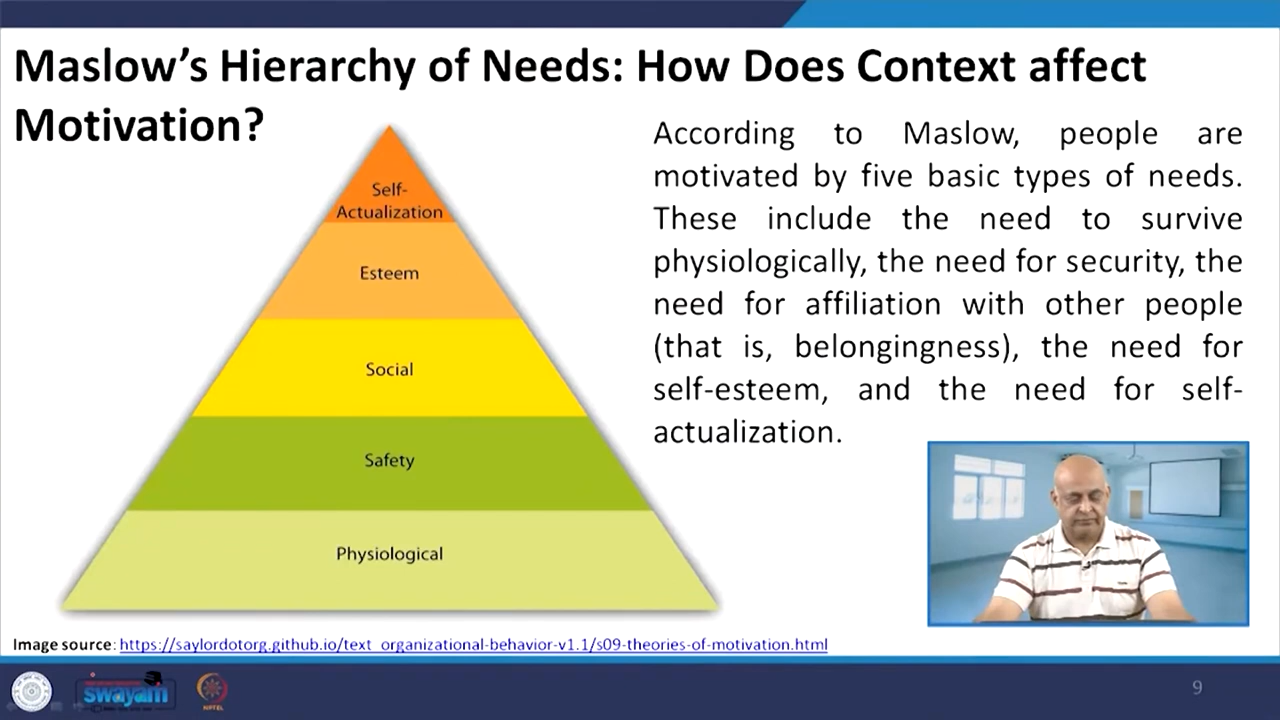 Maslow's Hierarchy of Needs: How Does Context affect
Motivation?
Self-
Actualization
Esteem
Social
Safety
Physiological
According to Maslow, people are
motivated by five basic types of needs.
These include the need to survive
physiologically, the need for security, the
need for affiliation with other people
(that is, belongingness), the need for
self-esteem, and the need for self-
actualization.
Image source: https://saylordotorg.github.io/text_organizational-behavior-v1.1/s09-theories-of-motivation.html
swayam
NPTEL
9